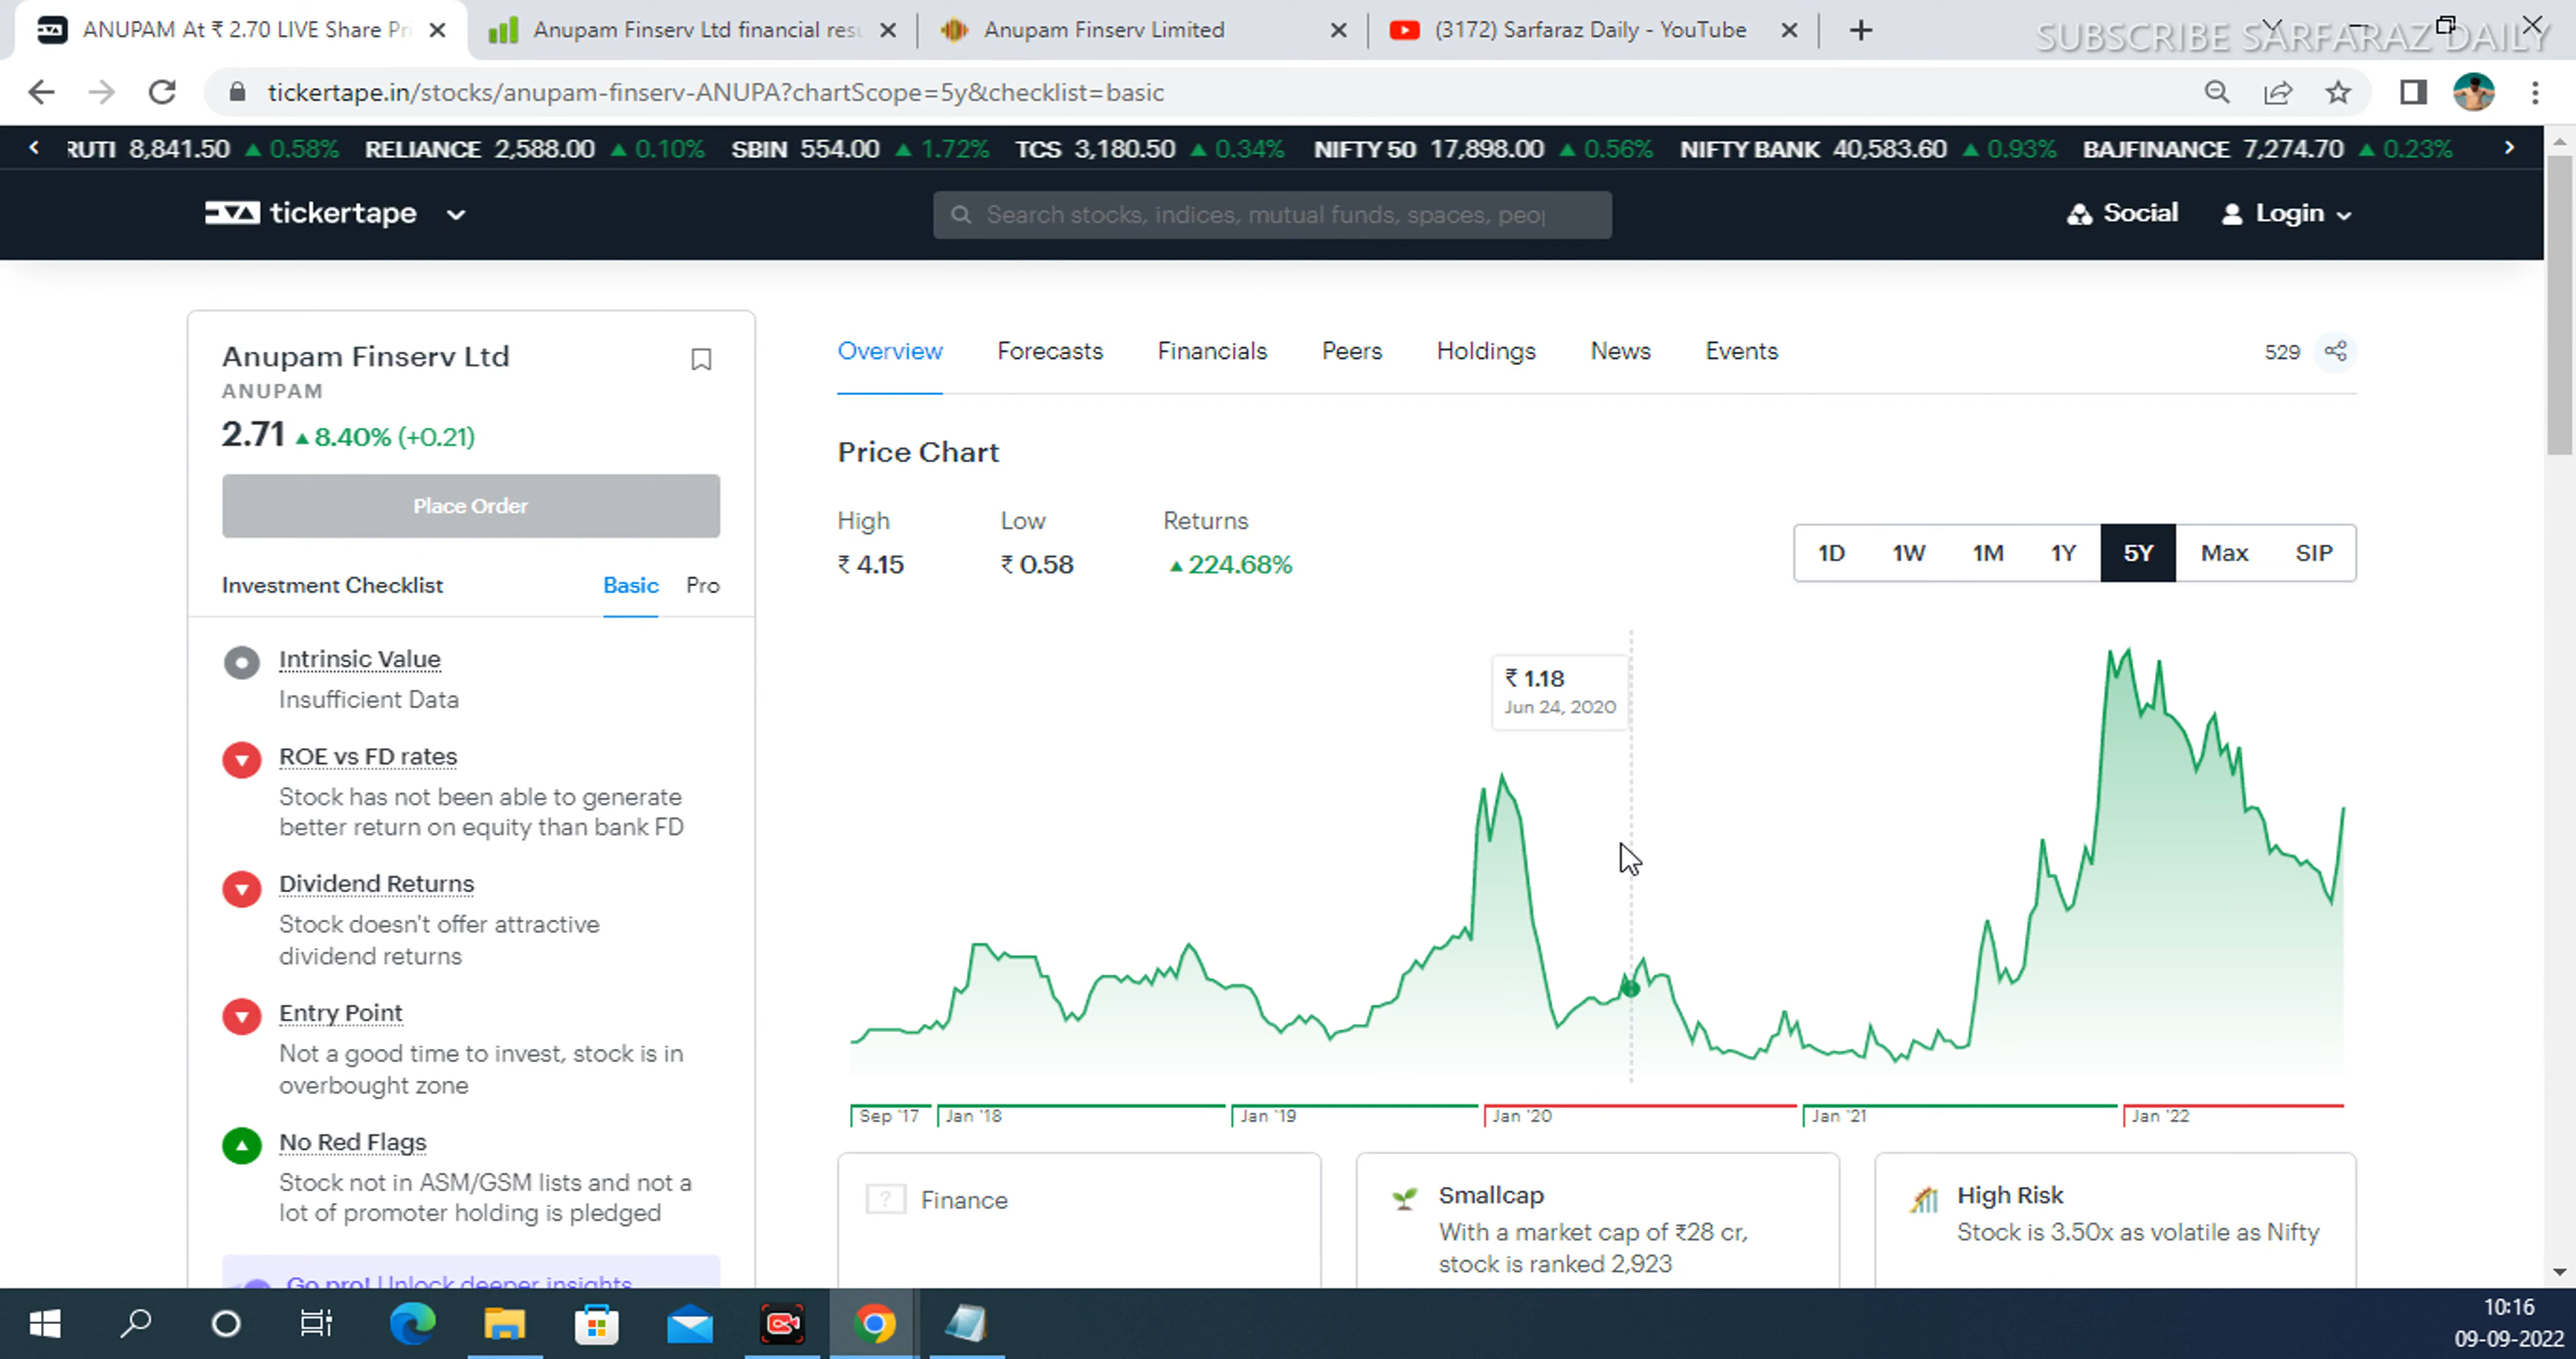 ANUPAM At ₹ 2.70 LIVE Share Pri
Anupam Finserv Ltd financial resu
Anupam Finserv Limited
(3172) Sarfaraz Daily - YouTube
SUBSCRIBE SARFARAZ DAILY
tickertape.in/stocks/anupam-finserv-ANUPA?chartScope=5y&checklist=basic
RUTI 8,841.50 ▲ 0.58% RELIANCE 2,588.00 ▲ 0.10% SBIN 554.00 ▲ 1.72% TCS 3,180.50 ▲ 0.34% NIFTY 50 17,898.00 ▲ 0.56% NIFTY BANK 40,583.60 ▲ 0.93% BAJFINANCE 7,274.70 ▲ 0.23%
tickertape
Search stocks, indices, mutual funds, spaces, peo
Social
Login
Anupam Finserv Ltd
ANUPAM
2.71 ▲ 8.40% (+0.21)
Place Order
Investment Checklist Basic Pro
Intrinsic Value
Insufficient Data
ROE vs FD rates
Stock has not been able to generate
better return on equity than bank FD
Dividend Returns
Stock doesn't offer attractive
dividend returns
Entry Point
Not a good time to invest, stock is in
overbought zone
No Red Flags
Stock not in ASM/GSM lists and not a
lot of promoter holding is pledged
Go pro! Unlock deeper insights
Overview Forecasts Financials Peers Holdings News Events
529
Price Chart
High Low Returns
₹ 4.15 ₹ 0.58 ▲ 224.68%
1D 1W 1M 1Y 5Y Max SIP
₹ 1.18
Jun 24, 2020
Sep '17 Jan '18 Jan '19 Jan '20 Jan '21 Jan '22
? Finance
Smallcap
With a market cap of ₹28 cr,
stock is ranked 2,923
High Risk
Stock is 3.50x as volatile as Nifty
10:16
09-09-2022